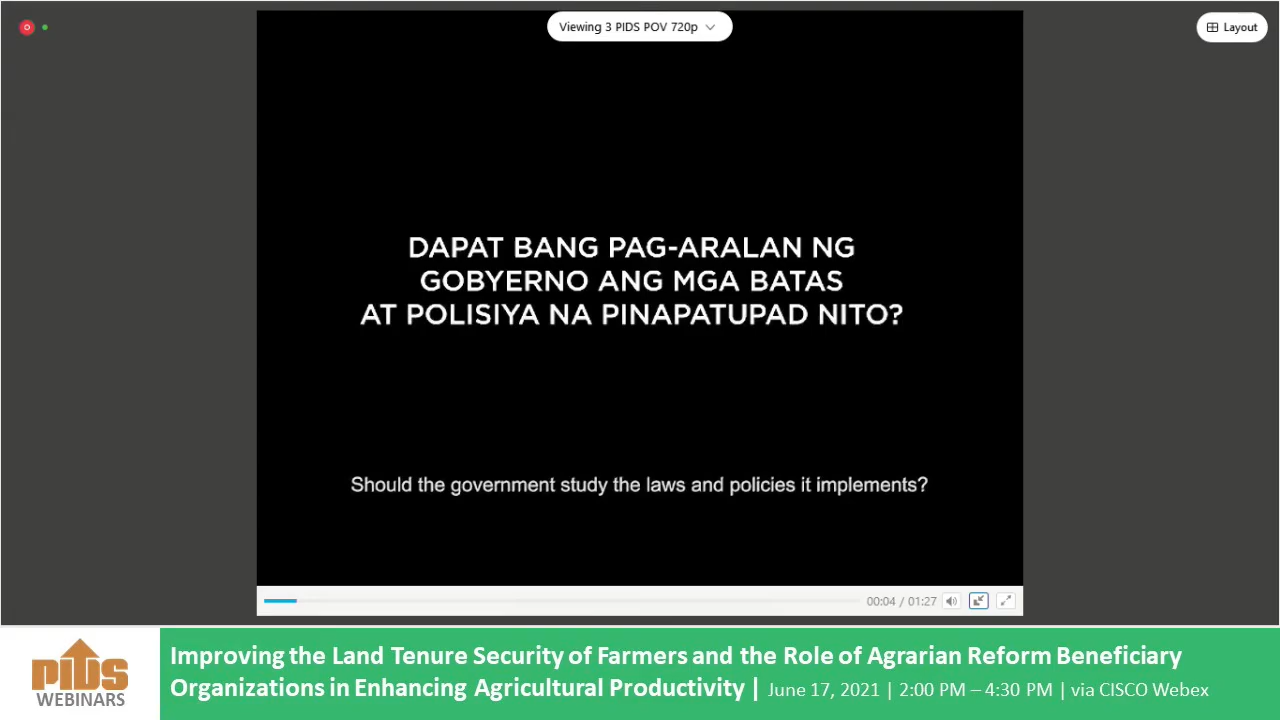 Viewing 3 PIDS POV 720p
Layout
DAPAT BANG PAG-ARALAN NG
GOBYERNO ANG MGA BATAS
AT POLISIYA NA PINAPATUPAD NITO?
Should the government study the laws and policies it implements?
00:04 / 01:27
PIDS
WEBINARS
Improving the Land Tenure Security of Farmers and the Role of Agrarian Reform Beneficiary
Organizations in Enhancing Agricultural Productivity | June 17, 2021 | 2:00 PM – 4:30 PM | via CISCO Webex